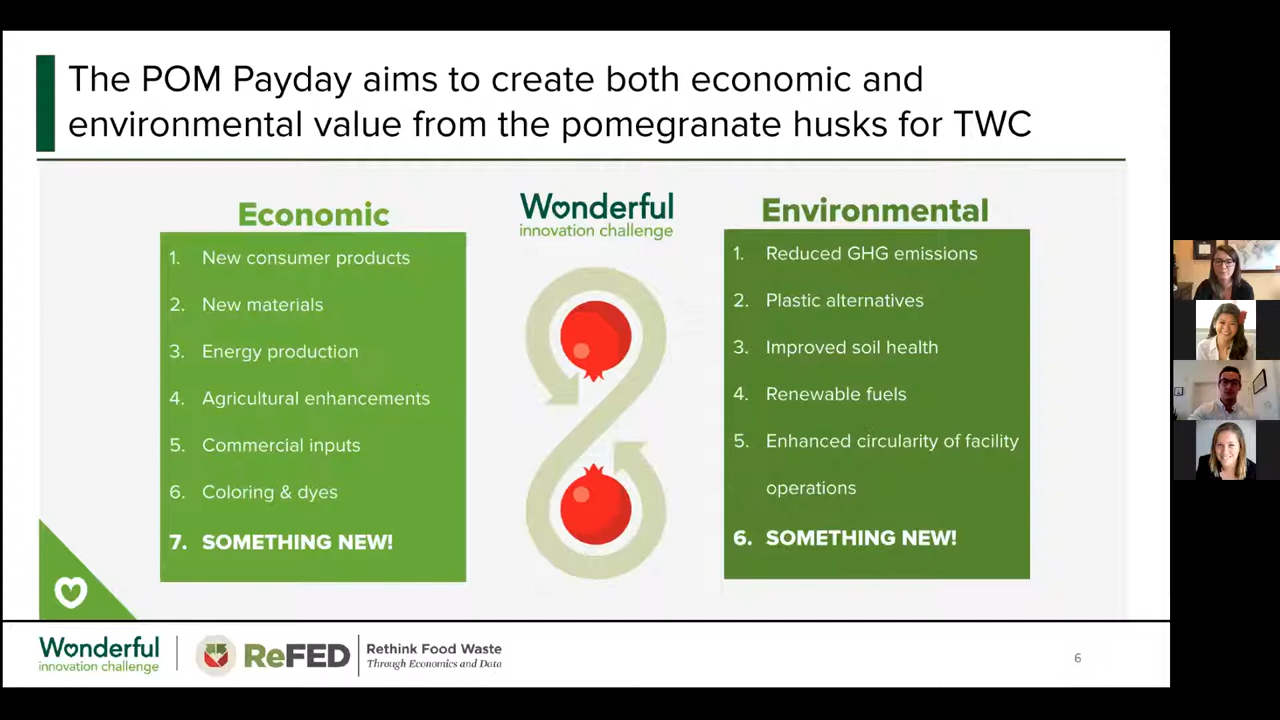 The POM Payday aims to create both economic and
environmental value from the pomegranate husks for TWC
Economic
1. New consumer products
2. New materials
3. Energy production
4. Agricultural enhancements
5. Commercial inputs
6. Coloring & dyes
7. SOMETHING NEW!
Wonderful
innovation challenge
Environmental
1. Reduced GHG emissions
2. Plastic alternatives
3. Improved soil health
4. Renewable fuels
5. Enhanced circularity of facility
operations
6. SOMETHING NEW!
Wonderful
innovation challenge
ReFED
Rethink Food Waste
Through Economics and Data
6